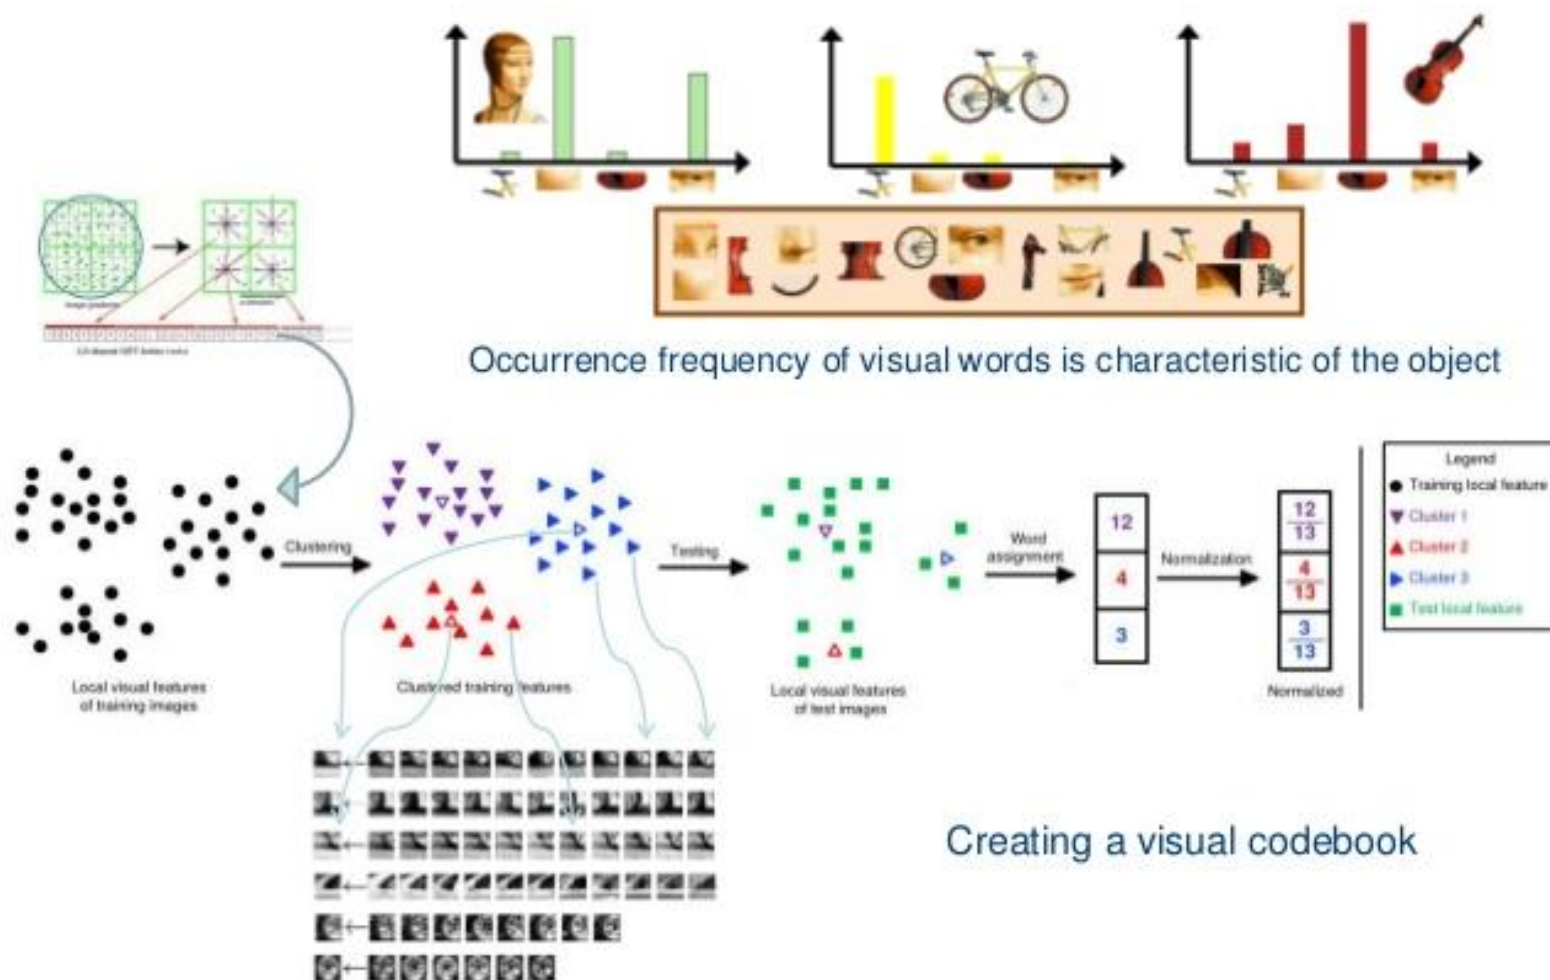 Occurrence frequency of visual words is characteristic of the object
Clustering
Testing
Word
assignment
Normalization
12
4
3
12
13
4
13
3
13
Normalized
Legend
Training local feature
Cluster 1
Cluster 2
Cluster 3
Test local feature
Local visual features
of training images
Clustered training features
Local visual features
of test images
Creating a visual codebook